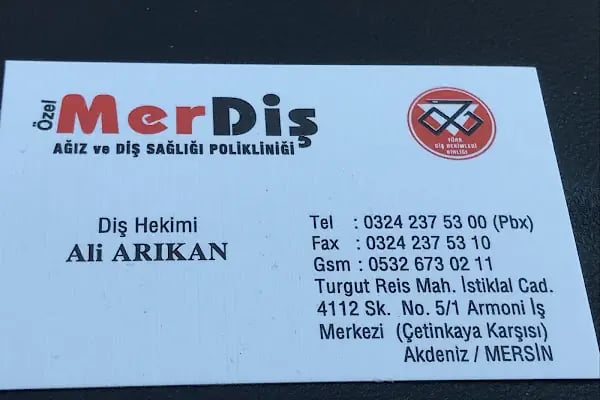 Özel
MerDiş
AĞIZ ve DİŞ SAĞLIĞI POLİKLİNİĞİ
TÜRK
DİŞ HEKİMLERİ
BİRLİĞİ
Diş Hekimi
Ali ARIKAN
Tel : 0324 237 53 00 (Pbx)
Fax : 0324 237 53 10
Gsm : 0532 673 02 11
Turgut Reis Mah. İstiklal Cad.
4112 Sk. No. 5/1 Armoni İş
Merkezi (Çetinkaya Karşısı)
Akdeniz / MERSİN